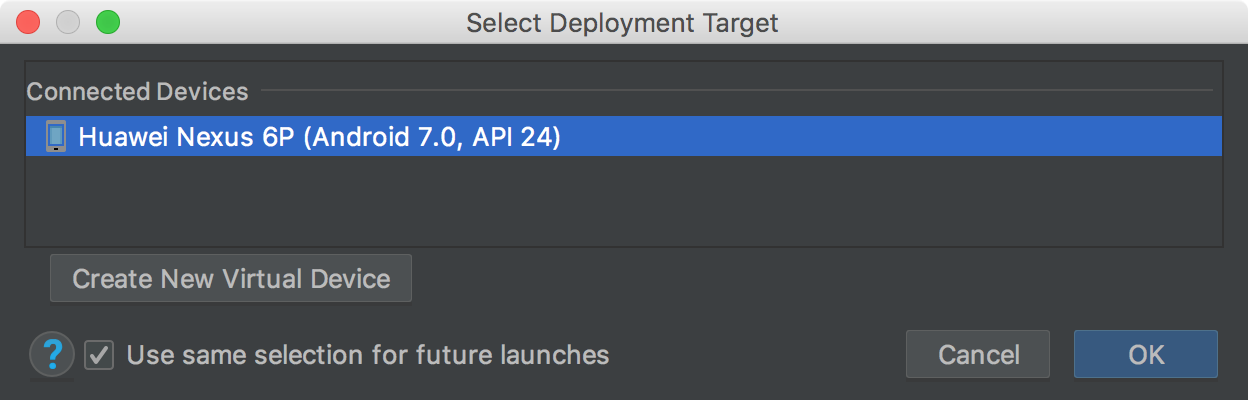 Select Deployment Target
Connected Devices
Huawei Nexus 6P (Android 7.0, API 24)
Create New Virtual Device
? Use same selection for future launches Cancel OK